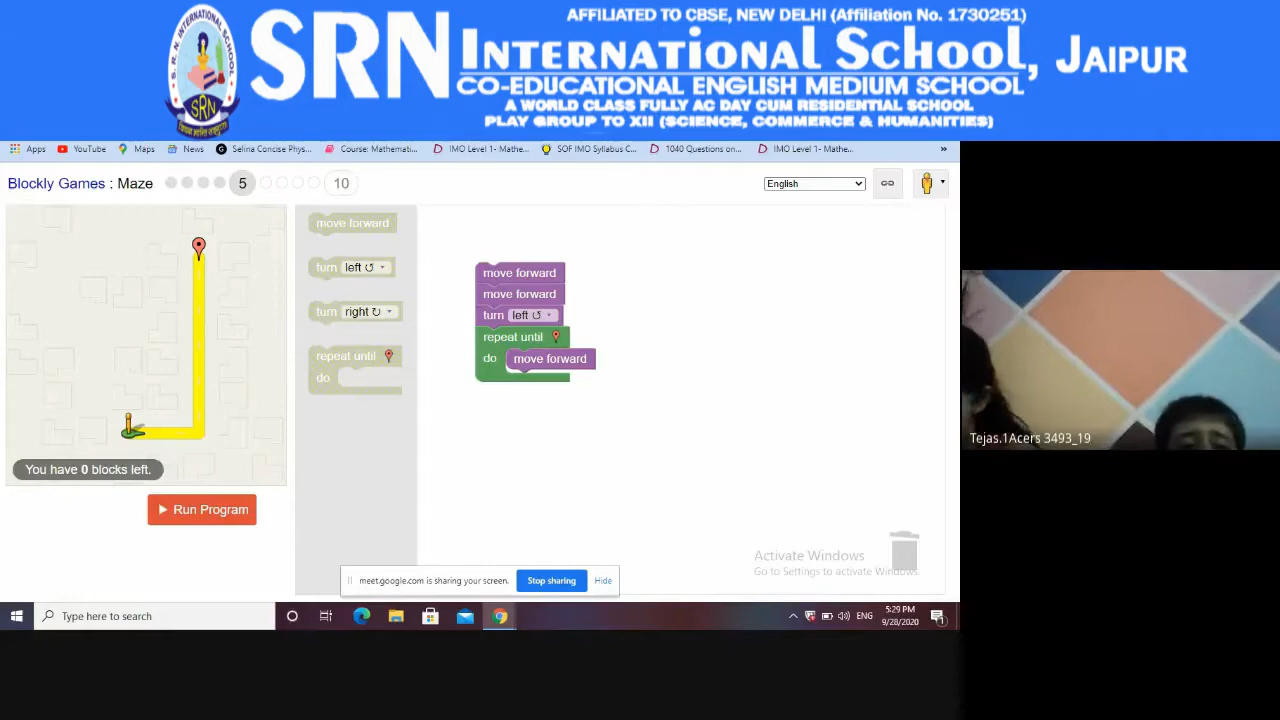 AFFILIATED TO CBSE, NEW DELHI (Affiliation No. 1730251)
SRN INTERNATIONAL SCHOOL, JAIPUR
CO-EDUCATIONAL ENGLISH MEDIUM SCHOOL
A WORLD CLASS FULLY AC DAY CUM RESIDENTIAL SCHOOL
PLAY GROUP TO XII (SCIENCE, COMMERCE & HUMANITIES)
S. R. N. INTERNATIONAL SCHOOL
SRN
Apps YouTube Maps News Selina Concise Phys... Course: Mathemati... IMO Level 1- Mathe... SOF IMO Syllabus C... 1040 Questions on... IMO Level 1- Mathe... »
Blockly Games : Maze 5 10 English
move forward
turn left ↺
turn right ↻
repeat until
do
move forward
move forward
turn left ↺
repeat until
do move forward
You have 0 blocks left.
Run Program
Tejas.1Acers 3493_19
Activate Windows
Go to Settings to activate Windows.
meet.google.com is sharing your screen. Stop sharing Hide
Type here to search
ENG
5:29 PM
9/28/2020
1